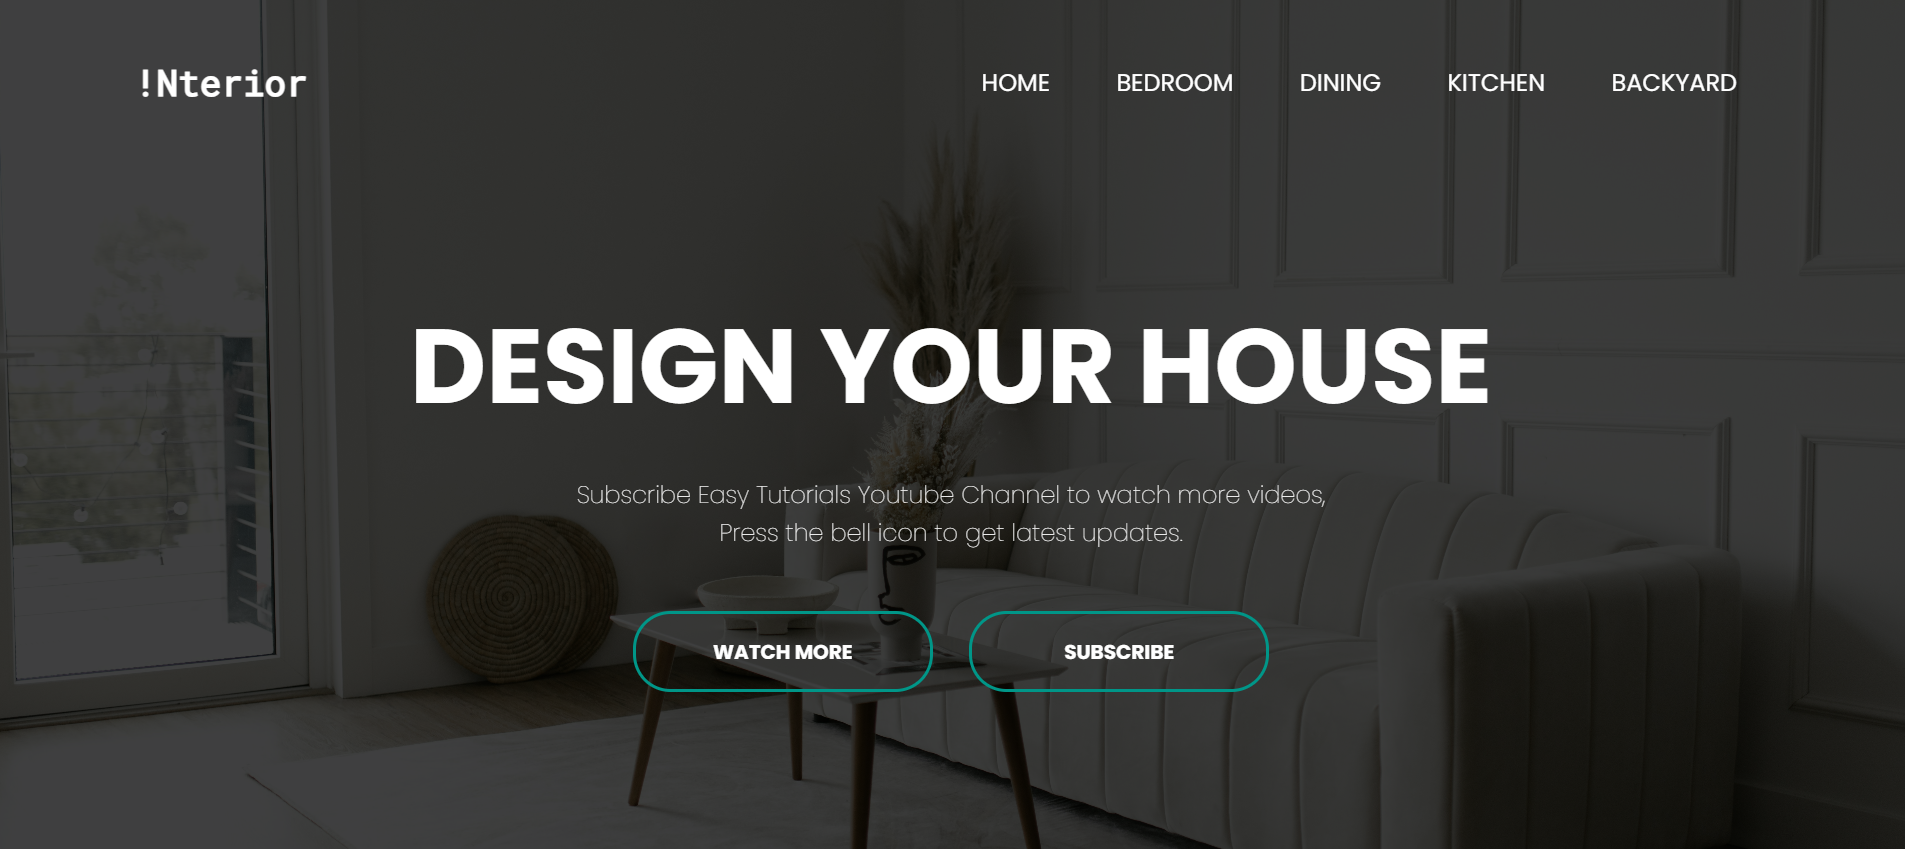 !Nterior
HOME BEDROOM DINING KITCHEN BACKYARD
DESIGN YOUR HOUSE
Subscribe Easy Tutorials Youtube Channel to watch more videos,
Press the bell icon to get latest updates.
WATCH MORE SUBSCRIBE